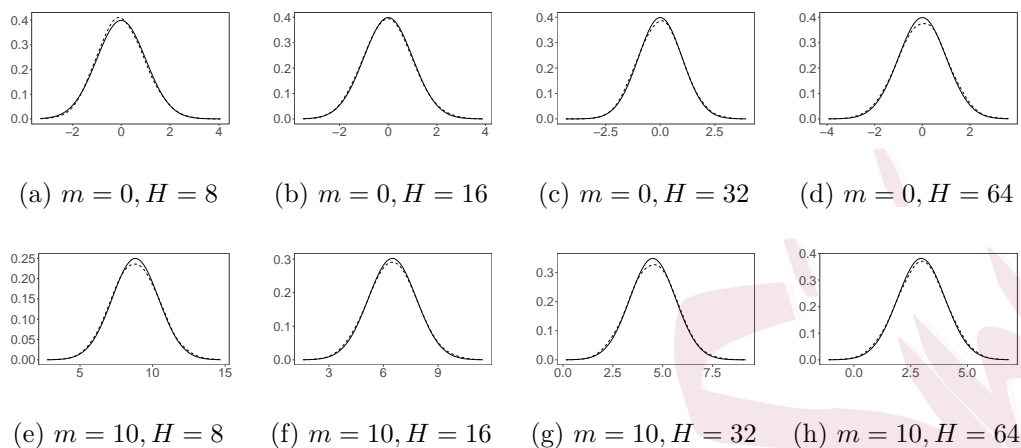 0.4
0.3
0.2
0.1
0.0
−2 0 2 4
0.4
0.3
0.2
0.1
0.0
−2 0 2 4
0.4
0.3
0.2
0.1
0.0
−2.5 0.0 2.5
0.4
0.3
0.2
0.1
0.0
−4 −2 0 2
(a) m = 0, H = 8
(b) m = 0, H = 16
(c) m = 0, H = 32
(d) m = 0, H = 64
0.25
0.20
0.15
0.10
0.05
0.00
5 10 15
0.3
0.2
0.1
0.0
3 6 9
0.3
0.2
0.1
0.0
0.0 2.5 5.0 7.5
0.4
0.3
0.2
0.1
0.0
0.0 2.5 5.0
(e) m = 10, H = 8
(f) m = 10, H = 16
(g) m = 10, H = 32
(h) m = 10, H = 64